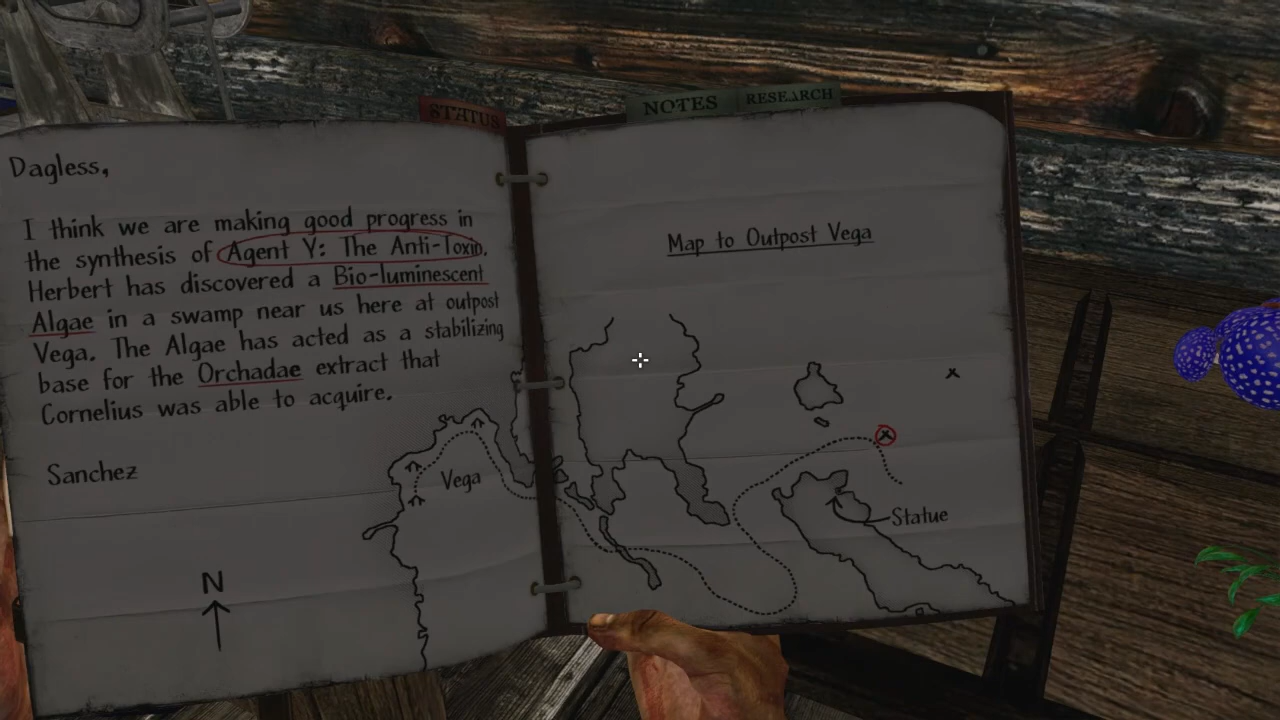 STATUS
NOTES
RESEARCH
Dagless,
I think we are making good progress in
the synthesis of Agent Y: The Anti-Toxin.
Herbert has discovered a Bio-luminescent
Algae in a swamp near us here at outpost
Vega. The Algae has acted as a stabilizing
base for the Orchadae extract that
Cornelius was able to acquire.
Sanchez
Vega
N
Map to Outpost Vega
Statue